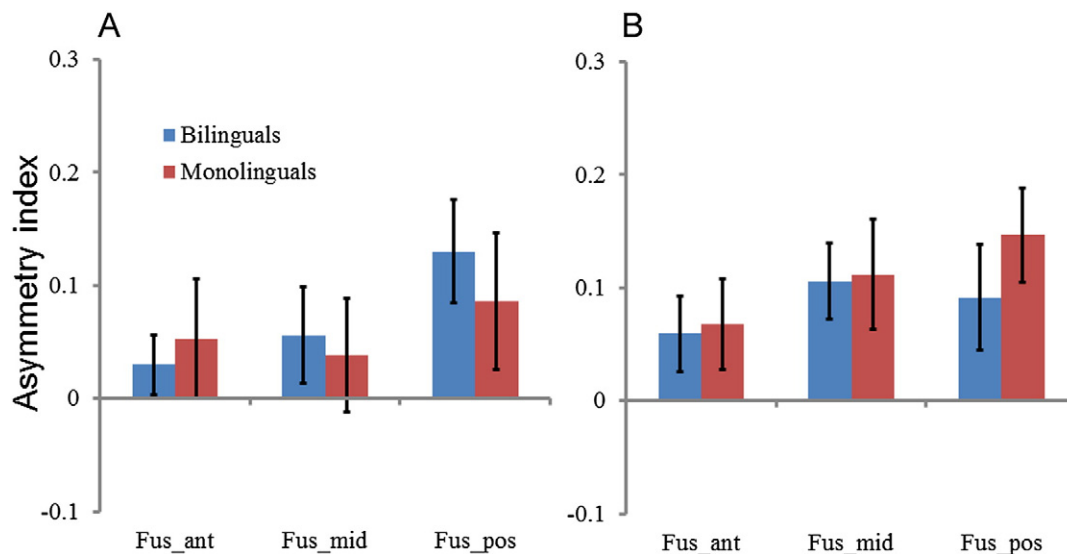 A
B
0.3
0.2
0.1
0
-0.1
Asymmetry index
Bilinguals
Monolinguals
Fus_ant Fus_mid Fus_pos
0.3
0.2
0.1
0
-0.1
Fus_ant Fus_mid Fus_pos